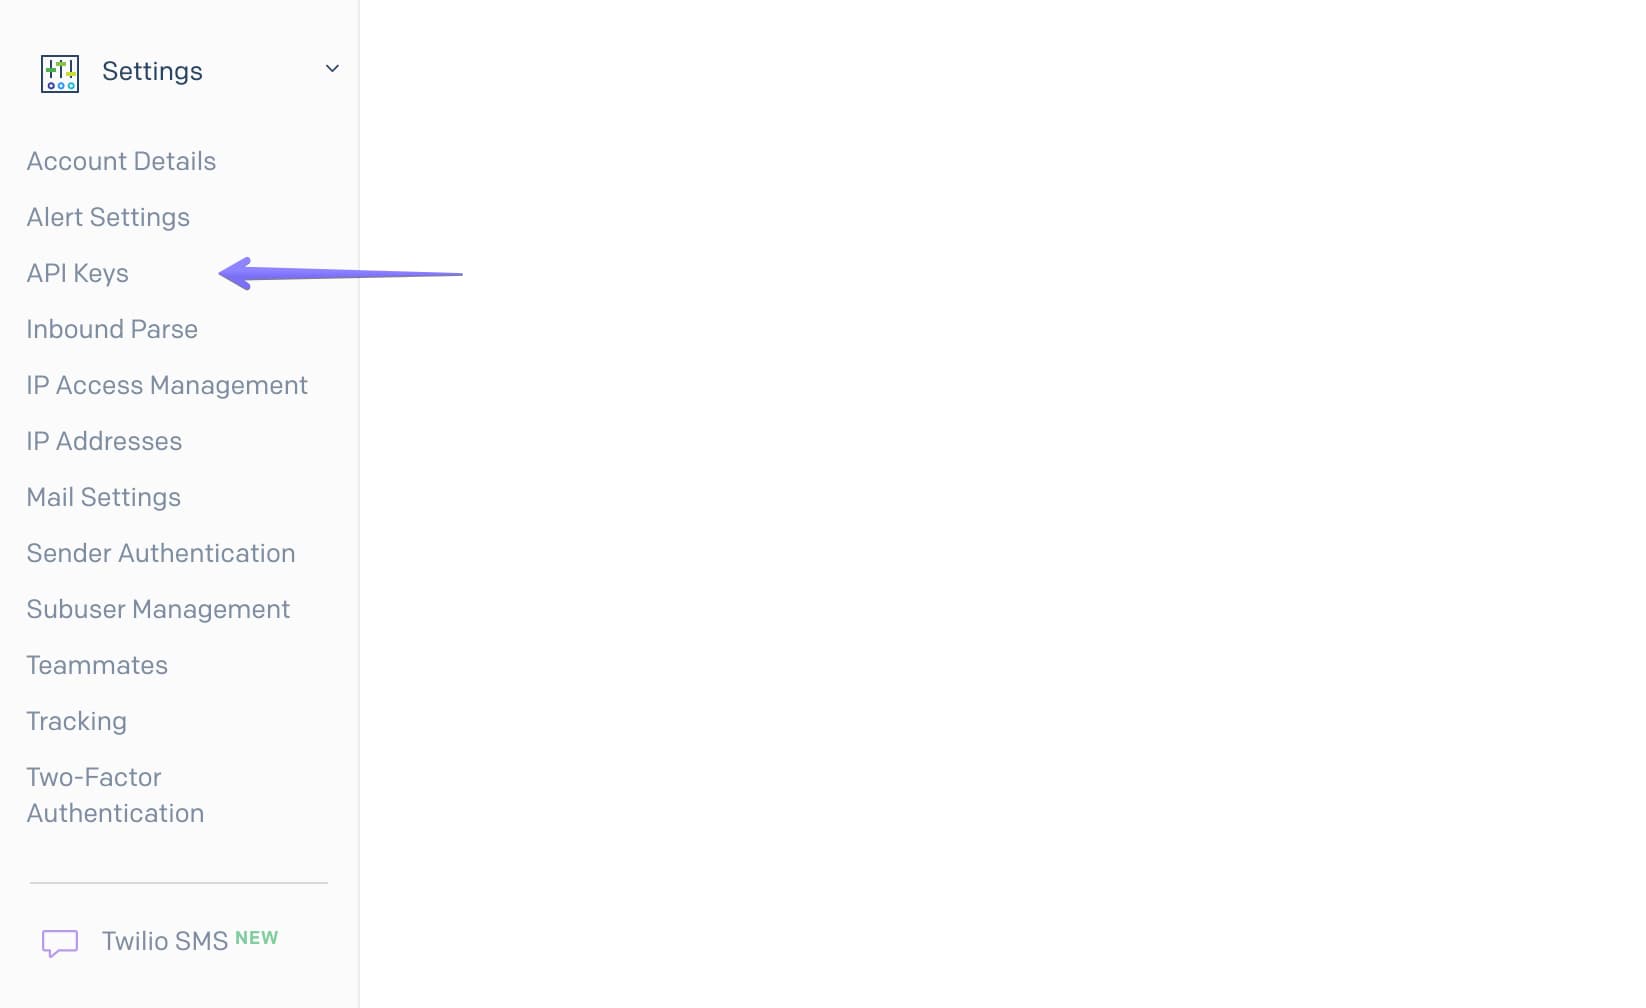 Settings
Account Details
Alert Settings
API Keys
Inbound Parse
IP Access Management
IP Addresses
Mail Settings
Sender Authentication
Subuser Management
Teammates
Tracking
Two-Factor
Authentication
Twilio SMS NEW